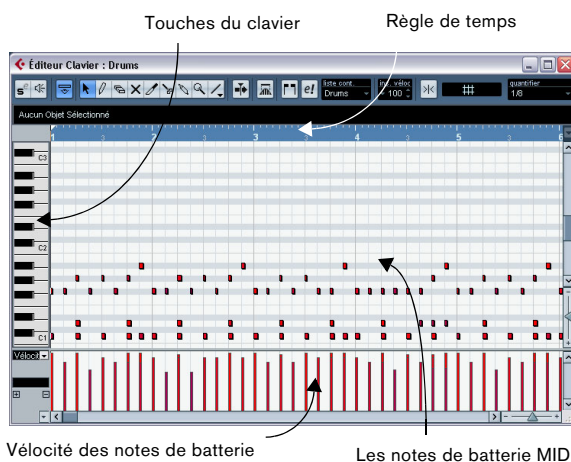 Touches du clavier
Règle de temps
Éditeur Clavier : Drums
liste cont.
Drums
ins. véloc
100
quantifier
1/8
Aucun Objet Sélectionné
2
3
4
5
6
C3
C2
C1
Vélocit
Vélocité des notes de batterie
Les notes de batterie MID